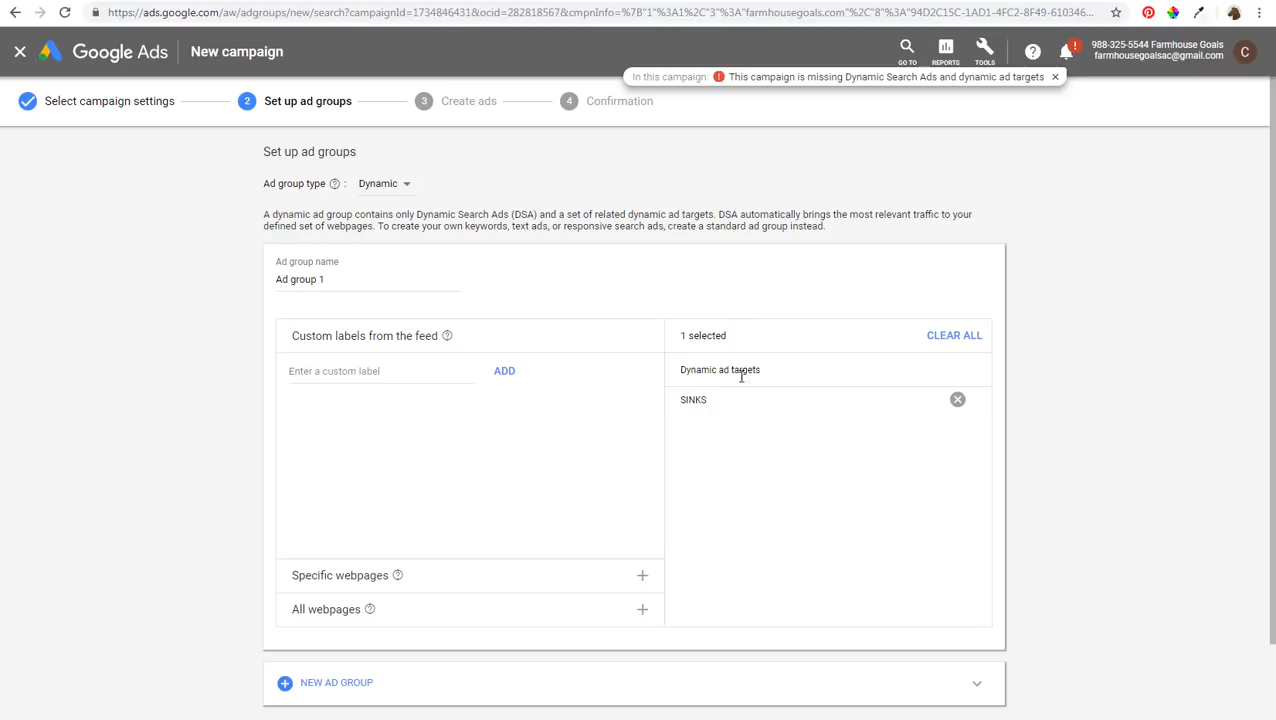 https://ads.google.com/aw/adgroups/new/search?campaignId=1734846431&ocid=282818567&cmpnInfo=%7B"1"%3A1%2C"3"%3A"farmhousegoals.com"%2C"8"%3A"94D2C15C-1AD1-4FC2-8F49-610346...
Google Ads
New campaign
GO TO
REPORTS
TOOLS
?
!
988-325-5544 Farmhouse Goals
farmhousegoalsac@gmail.com
C
In this campaign: ! This campaign is missing Dynamic Search Ads and dynamic ad targets
Select campaign settings
2 Set up ad groups
3 Create ads
4 Confirmation
Set up ad groups
Ad group type ? : Dynamic
A dynamic ad group contains only Dynamic Search Ads (DSA) and a set of related dynamic ad targets. DSA automatically brings the most relevant traffic to your
defined set of webpages. To create your own keywords, text ads, or responsive search ads, create a standard ad group instead.
Ad group name
Ad group 1
Custom labels from the feed ?
1 selected
CLEAR ALL
Enter a custom label
ADD
Dynamic ad targets
SINKS
Specific webpages ?
All webpages ?
NEW AD GROUP